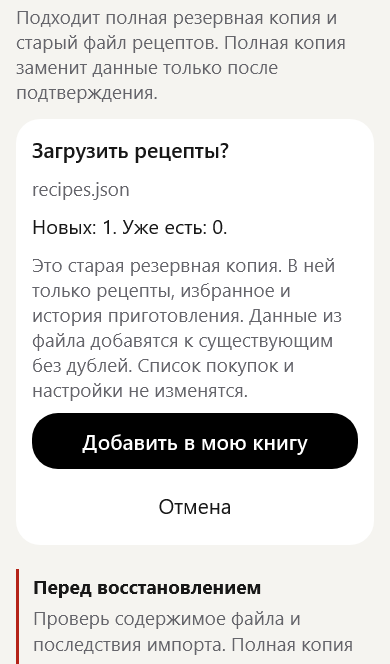 Подходит полная резервная копия и
старый файл рецептов. Полная копия
заменит данные только после
подтверждения.
Загрузить рецепты?
recipes.json
Новых: 1. Уже есть: 0.
Это старая резервная копия. В ней
только рецепты, избранное и
история приготовления. Данные из
файла добавятся к существующим
без дублей. Список покупок и
настройки не изменятся.
Добавить в мою книгу
Отмена
Перед восстановлением
Проверь содержимое файла и
последствия импорта. Полная копия